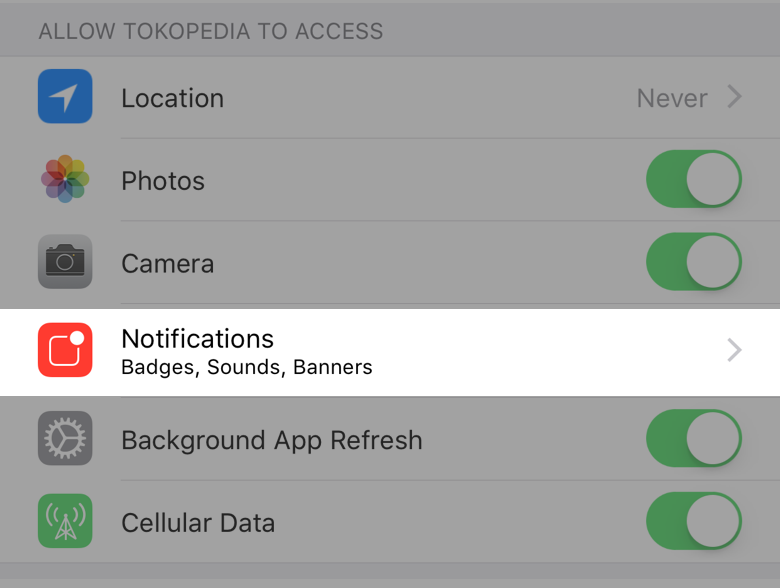 ALLOW TOKOPEDIA TO ACCESS
Location Never
Photos
Camera
Notifications
Badges, Sounds, Banners
Background App Refresh
Cellular Data